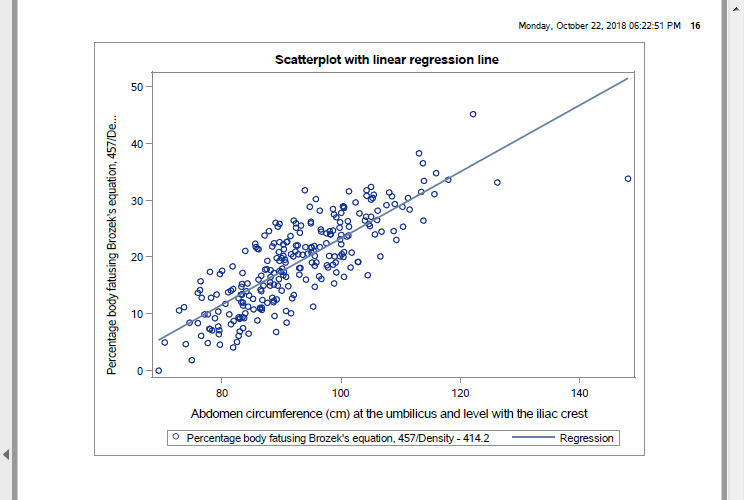 Monday, October 22, 2018 06:22:51 PM 16
Scatterplot with linear regression line
Percentage body fatusing Brozek's equation, 457/De...
50
40
30
20
10
0
80 100 120 140
Abdomen circumference (cm) at the umbilicus and level with the iliac crest
Percentage body fatusing Brozek's equation, 457/Density - 414.2 Regression